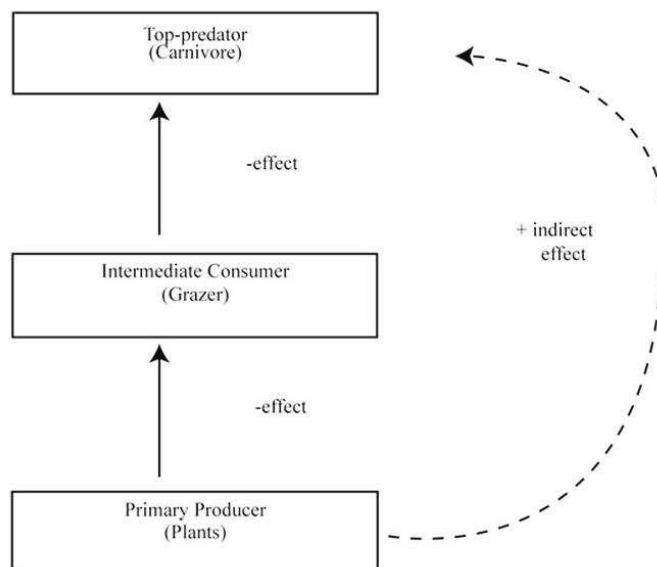 Top-predator
(Carnivore)
-effect
+ indirect
effect
Intermediate Consumer
(Grazer)
-effect
Primary Producer
(Plants)